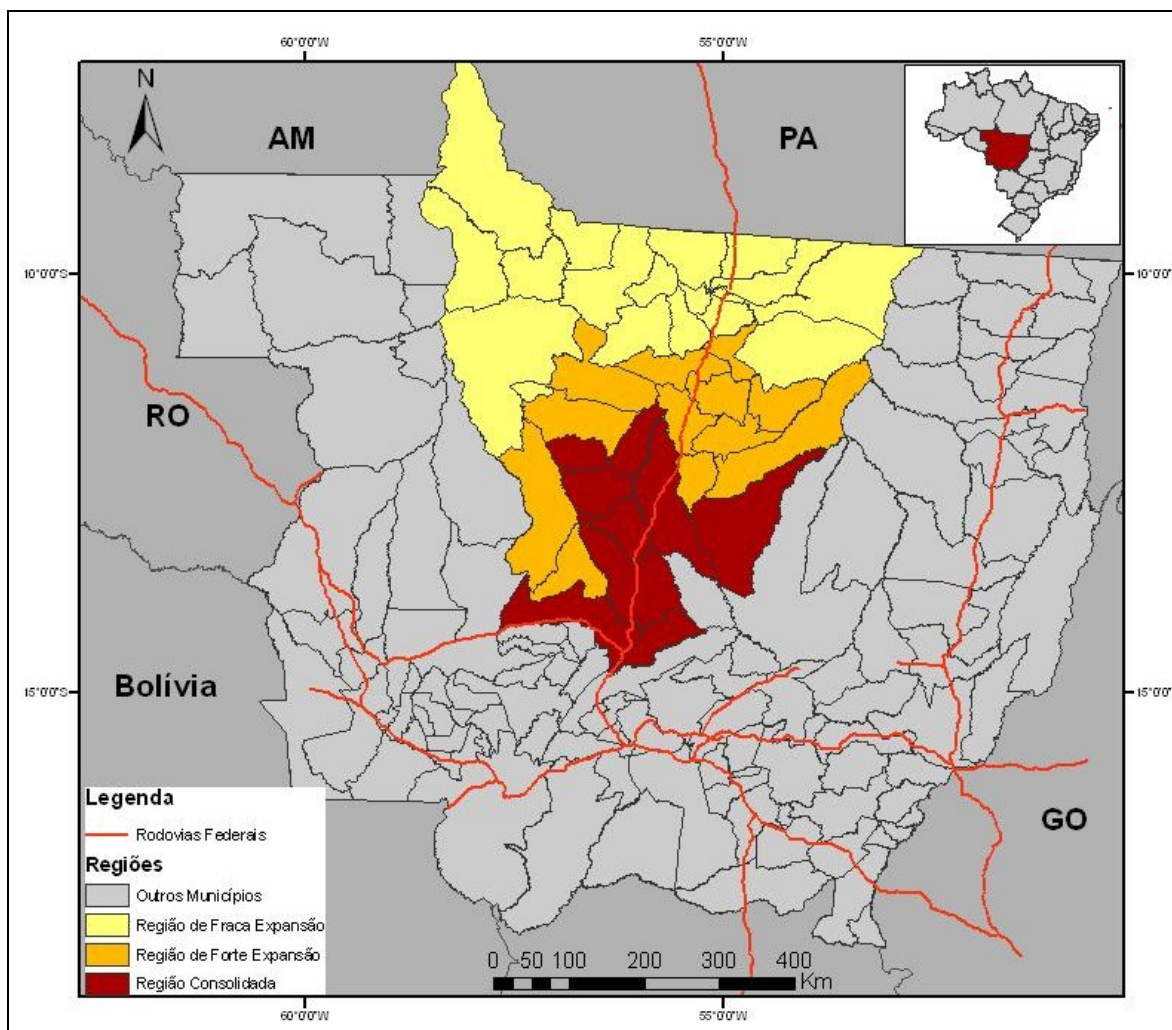 60°0'0"W 55°0'0"W
N
AM
PA
10°0'0"S 10°0'0"S
RO
Bolívia
15°0'0"S 15°0'0"
GO
Legenda
Rodovias Federais
Regiões
Outros Municípios
Região de Fraca Expansão
Região de Forte Expansão
Região Consolidada
0 50 100 200 300 400
Km
60°0'0"W 55°0'0"W